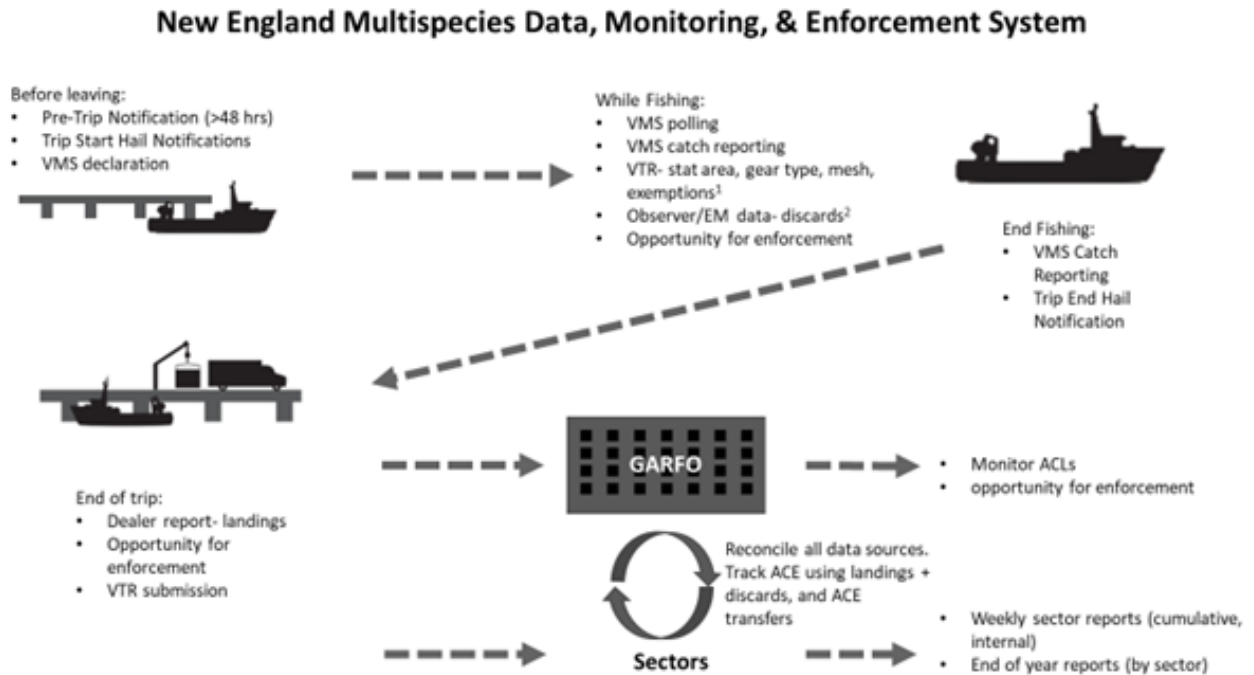 New England Multispecies Data, Monitoring, & Enforcement System
Before leaving:
• Pre-Trip Notification (>48 hrs)
• Trip Start Hail Notifications
• VMS declaration
While Fishing:
• VMS polling
• VMS catch reporting
• VTR- stat area, gear type, mesh,
exemptions¹
• Observer/EM data- discards²
• Opportunity for enforcement
End Fishing:
• VMS Catch
Reporting
• Trip End Hail
Notification
End of trip:
• Dealer report- landings
• Opportunity for
enforcement
• VTR submission
GARFO
• Monitor ACLs
• opportunity for enforcement
Reconcile all data sources.
Track ACE using landings +
discards, and ACE
transfers
Sectors
• Weekly sector reports (cumulative,
internal)
• End of year reports (by sector)